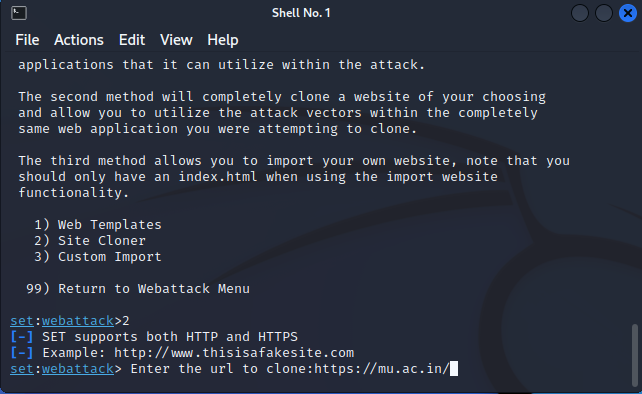 Shell No. 1
File Actions Edit View Help
applications that it can utilize within the attack.
The second method will completely clone a website of your choosing
and allow you to utilize the attack vectors within the completely
same web application you were attempting to clone.
The third method allows you to import your own website, note that you
should only have an index.html when using the import website
functionality.
1) Web Templates
2) Site Cloner
3) Custom Import
99) Return to Webattack Menu
set:webattack>2
[-] SET supports both HTTP and HTTPS
[-] Example: http://www.thisisafakesite.com
set:webattack> Enter the url to clone:https://mu.ac.in/